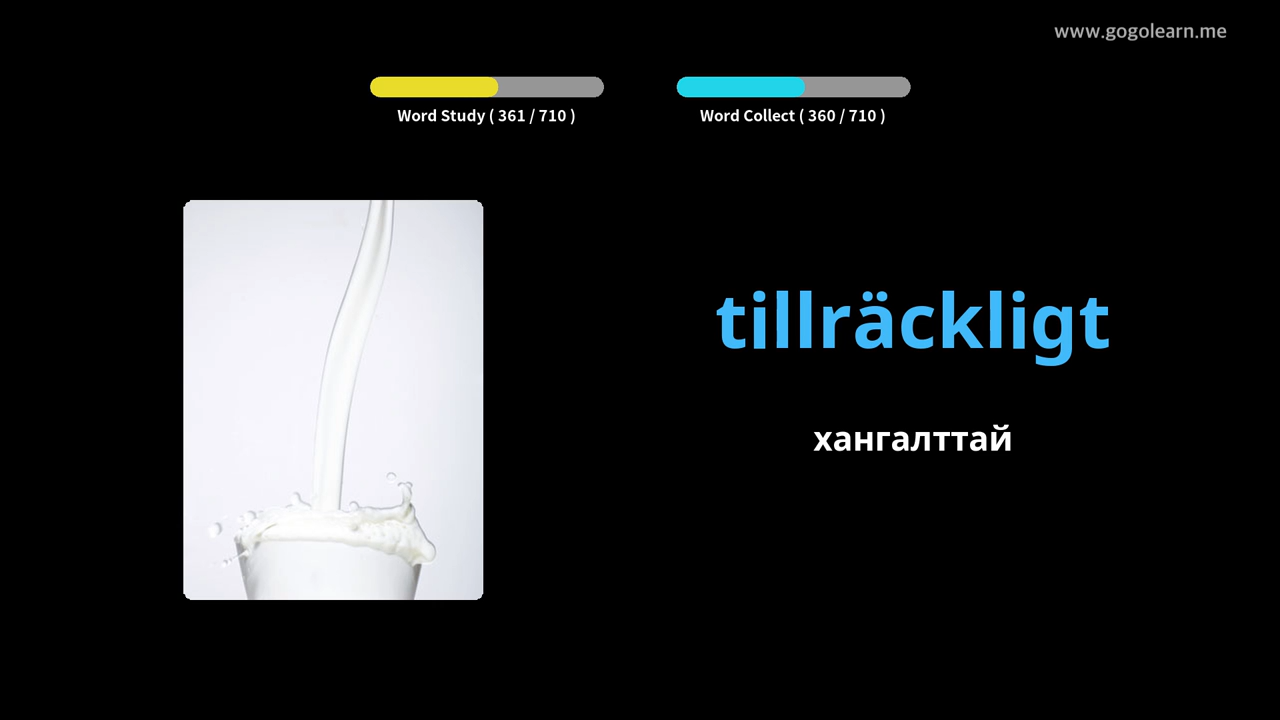 www.gogolearn.me
Word Study ( 361 / 710 )
Word Collect ( 360 / 710 )
tillräckligt
хангалттай